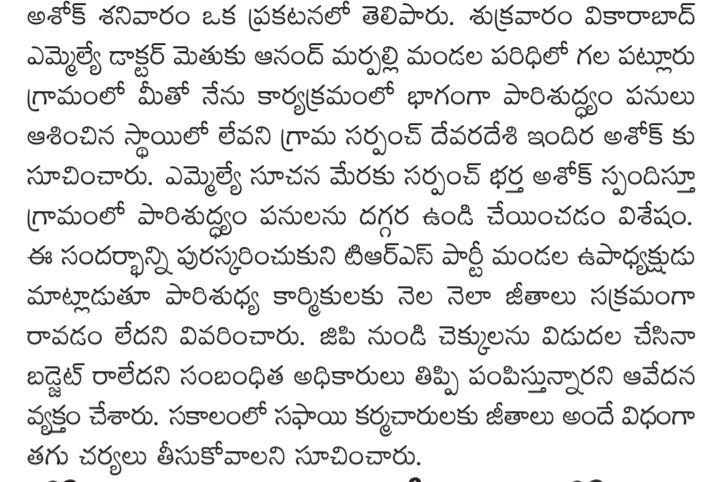 అశోక్ శనివారం ఒక ప్రకటనలో తెలిపారు. శుక్రవారం వికారాబాద్
ఎమ్మెల్యే డాక్టర్ మెతుకు ఆనంద్ మర్పల్లి మండల పరిధిలో గల పట్లూరు
గ్రామంలో మీతో నేను కార్యక్రమంలో భాగంగా పారిశుద్ధ్యం పనులు
ఆశించిన స్థాయిలో లేవని గ్రామ సర్పంచ్ దేవరదేశి ఇందిర అశోక్ కు
సూచించారు. ఎమ్మెల్యే సూచన మేరకు సర్పంచ్ భర్త అశోక్ స్పందిస్తూ
గ్రామంలో పారిశుద్ధ్యం పనులను దగ్గర ఉండి చేయించడం విశేషం.
ఈ సందర్భాన్ని పురస్కరించుకుని టిఆర్ఎస్ పార్టీ మండల ఉపాధ్యక్షుడు
మాట్లాడుతూ పారిశుధ్య కార్మికులకు నెల నెలా జీతాలు సక్రమంగా
రావడం లేదని వివరించారు. జిపి నుండి చెక్కులను విడుదల చేసినా
బడ్జెట్ రాలేదని సంబంధిత అధికారులు తిప్పి పంపిస్తున్నారని ఆవేదన
వ్యక్తం చేశారు. సకాలంలో సఫాయి కర్మచారులకు జీతాలు అందే విధంగా
తగు చర్యలు తీసుకోవాలని సూచించారు.